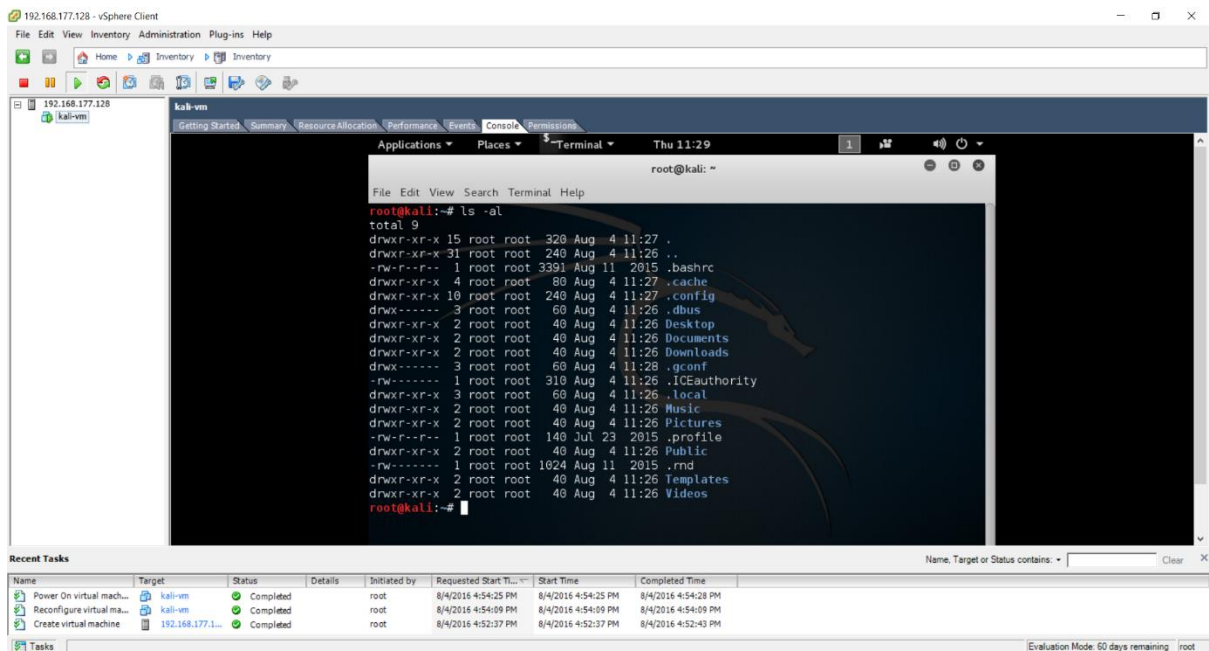 192.168.177.128 - vSphere Client
File Edit View Inventory Administration Plug-ins Help
Home Inventory Inventory
192.168.177.128
kali-vm
kali-vm
Getting Started Summary Resource Allocation Performance Events Console Permissions
Applications Places Terminal Thu 11:29 1
root@kali: ~
File Edit View Search Terminal Help
root@kali:~# ls -al
total 9
drwxr-xr-x 15 root root 320 Aug 4 11:27 .
drwxr-xr-x 31 root root 240 Aug 4 11:26 ..
-rw-r--r-- 1 root root 3391 Aug 11 2015 .bashrc
drwxr-xr-x 4 root root 80 Aug 4 11:27 .cache
drwxr-xr-x 10 root root 240 Aug 4 11:27 .config
drwx------ 3 root root 60 Aug 4 11:26 .dbus
drwxr-xr-x 2 root root 40 Aug 4 11:26 Desktop
drwxr-xr-x 2 root root 40 Aug 4 11:26 Documents
drwxr-xr-x 2 root root 40 Aug 4 11:26 Downloads
drwx------ 3 root root 60 Aug 4 11:28 .gconf
-rw------- 1 root root 310 Aug 4 11:26 .ICEauthority
drwxr-xr-x 3 root root 60 Aug 4 11:26 .local
drwxr-xr-x 2 root root 40 Aug 4 11:26 Music
drwxr-xr-x 2 root root 40 Aug 4 11:26 Pictures
-rw-r--r-- 1 root root 140 Jul 23 2015 .profile
drwxr-xr-x 2 root root 40 Aug 4 11:26 Public
-rw------- 1 root root 1024 Aug 11 2015 .rnd
drwxr-xr-x 2 root root 40 Aug 4 11:26 Templates
drwxr-xr-x 2 root root 40 Aug 4 11:26 Videos
root@kali:~#
Recent Tasks Name, Target or Status contains: Clear
Name Target Status Details Initiated by Requested Start Ti... Start Time Completed Time
Power On virtual mach... kali-vm Completed root 8/4/2016 4:54:25 PM 8/4/2016 4:54:25 PM 8/4/2016 4:54:28 PM
Reconfigure virtual ma... kali-vm Completed root 8/4/2016 4:54:09 PM 8/4/2016 4:54:09 PM 8/4/2016 4:54:09 PM
Create virtual machine 192.168.177.1... Completed root 8/4/2016 4:52:37 PM 8/4/2016 4:52:37 PM 8/4/2016 4:52:43 PM
Tasks Evaluation Mode: 60 days remaining root